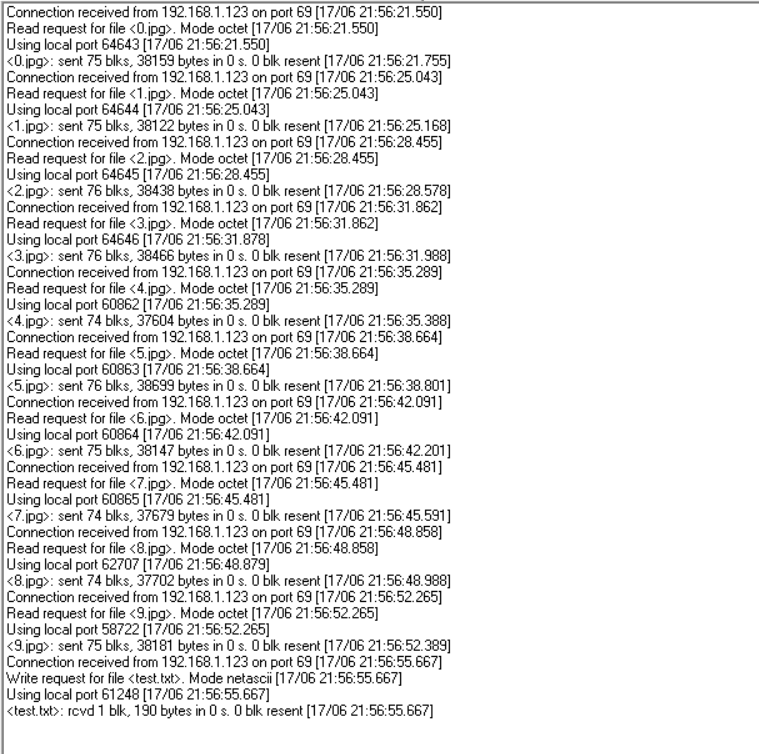 Connection received from 192.168.1.123 on port 69 [17/06 21:56:21.550]
Read request for file <0.jpg>. Mode octet [17/06 21:56:21.550]
Using local port 64643 [17/06 21:56:21.550]
<0.jpg>: sent 75 blks, 38159 bytes in 0 s. 0 blk resent [17/06 21:56:21.755]
Connection received from 192.168.1.123 on port 69 [17/06 21:56:25.043]
Read request for file <1.jpg>. Mode octet [17/06 21:56:25.043]
Using local port 64644 [17/06 21:56:25.043]
<1.jpg>: sent 75 blks, 38122 bytes in 0 s. 0 blk resent [17/06 21:56:25.168]
Connection received from 192.168.1.123 on port 69 [17/06 21:56:28.455]
Read request for file <2.jpg>. Mode octet [17/06 21:56:28.455]
Using local port 64645 [17/06 21:56:28.455]
<2.jpg>: sent 76 blks, 38438 bytes in 0 s. 0 blk resent [17/06 21:56:28.578]
Connection received from 192.168.1.123 on port 69 [17/06 21:56:31.862]
Read request for file <3.jpg>. Mode octet [17/06 21:56:31.862]
Using local port 64646 [17/06 21:56:31.878]
<3.jpg>: sent 76 blks, 38466 bytes in 0 s. 0 blk resent [17/06 21:56:31.988]
Connection received from 192.168.1.123 on port 69 [17/06 21:56:35.289]
Read request for file <4.jpg>. Mode octet [17/06 21:56:35.289]
Using local port 60862 [17/06 21:56:35.289]
<4.jpg>: sent 74 blks, 37604 bytes in 0 s. 0 blk resent [17/06 21:56:35.388]
Connection received from 192.168.1.123 on port 69 [17/06 21:56:38.664]
Read request for file <5.jpg>. Mode octet [17/06 21:56:38.664]
Using local port 60863 [17/06 21:56:38.664]
<5.jpg>: sent 76 blks, 38699 bytes in 0 s. 0 blk resent [17/06 21:56:38.801]
Connection received from 192.168.1.123 on port 69 [17/06 21:56:42.091]
Read request for file <6.jpg>. Mode octet [17/06 21:56:42.091]
Using local port 60864 [17/06 21:56:42.091]
<6.jpg>: sent 75 blks, 38147 bytes in 0 s. 0 blk resent [17/06 21:56:42.201]
Connection received from 192.168.1.123 on port 69 [17/06 21:56:45.481]
Read request for file <7.jpg>. Mode octet [17/06 21:56:45.481]
Using local port 60865 [17/06 21:56:45.481]
<7.jpg>: sent 74 blks, 37679 bytes in 0 s. 0 blk resent [17/06 21:56:45.591]
Connection received from 192.168.1.123 on port 69 [17/06 21:56:48.858]
Read request for file <8.jpg>. Mode octet [17/06 21:56:48.858]
Using local port 62707 [17/06 21:56:48.879]
<8.jpg>: sent 74 blks, 37702 bytes in 0 s. 0 blk resent [17/06 21:56:48.988]
Connection received from 192.168.1.123 on port 69 [17/06 21:56:52.265]
Read request for file <9.jpg>. Mode octet [17/06 21:56:52.265]
Using local port 58722 [17/06 21:56:52.265]
<9.jpg>: sent 75 blks, 38181 bytes in 0 s. 0 blk resent [17/06 21:56:52.389]
Connection received from 192.168.1.123 on port 69 [17/06 21:56:55.667]
Write request for file <test.txt>. Mode netascii [17/06 21:56:55.667]
Using local port 61248 [17/06 21:56:55.667]
<test.txt>: rcvd 1 blk, 190 bytes in 0 s. 0 blk resent [17/06 21:56:55.667]